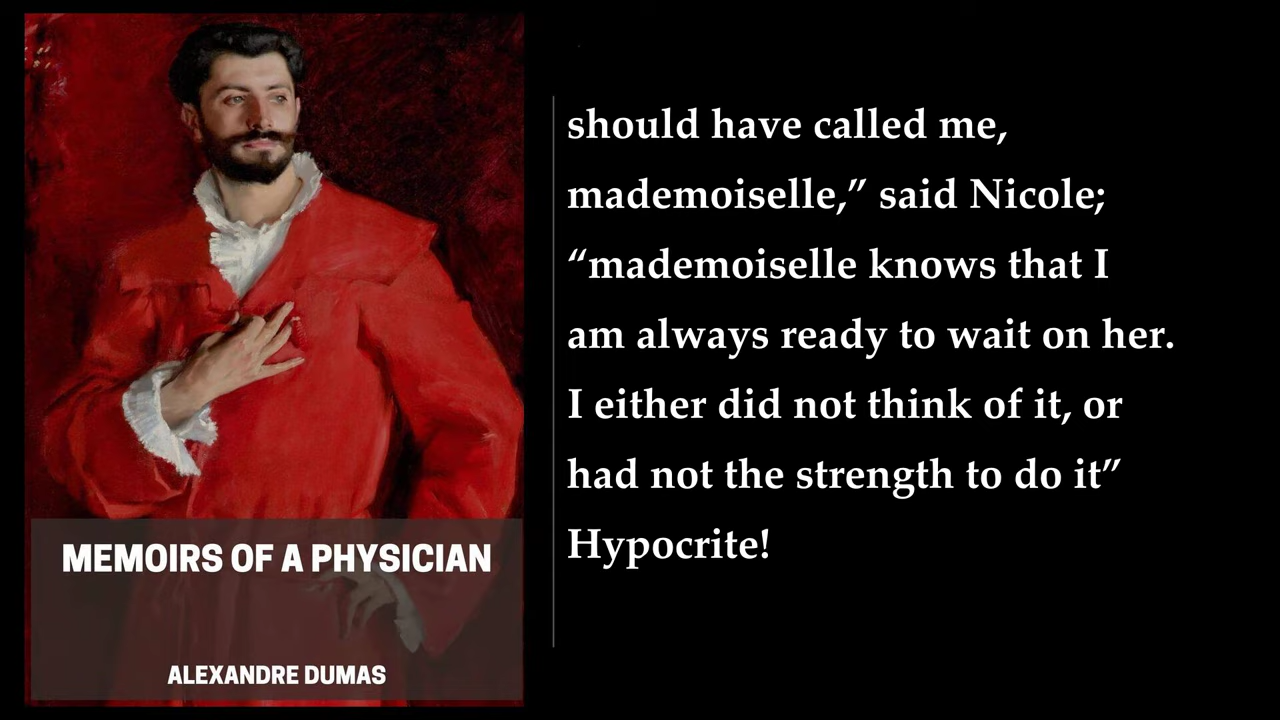 MEMOIRS OF A PHYSICIAN
ALEXANDRE DUMAS
should have called me,
mademoiselle,” said Nicole;
“mademoiselle knows that I
am always ready to wait on her.
I either did not think of it, or
had not the strength to do it”
Hypocrite!